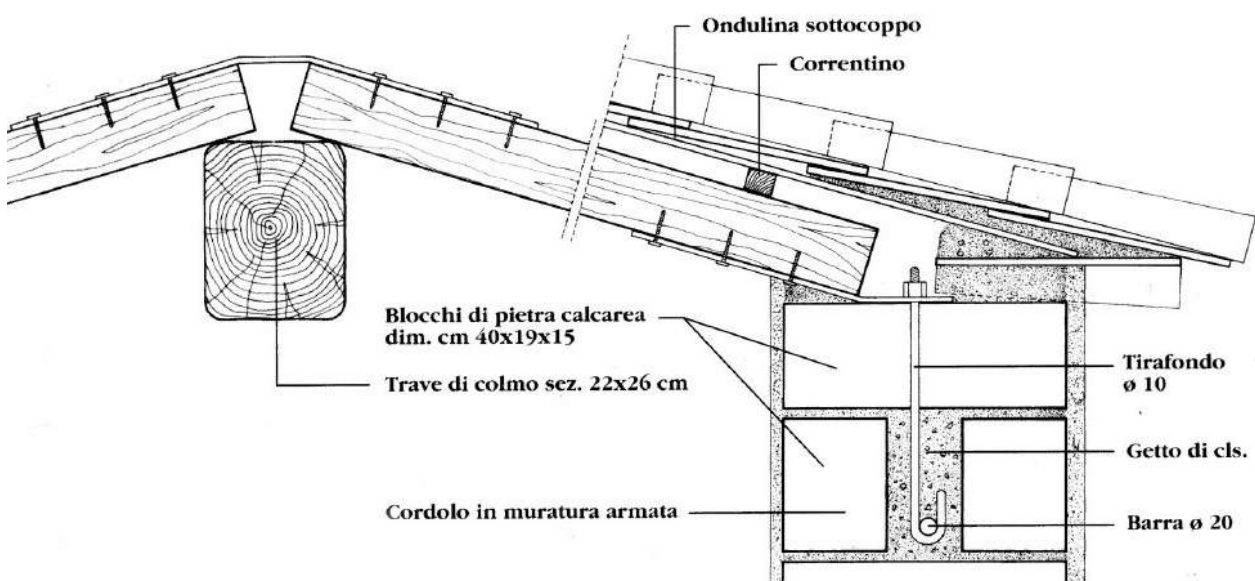 Ondulina sottocoppo
Correntino
Blocchi di pietra calcarea
dim. cm 40x19x15
Trave di colmo sez. 22x26 cm
Cordolo in muratura armata
Tirafondo
ø 10
Getto di cls.
Barra ø 20